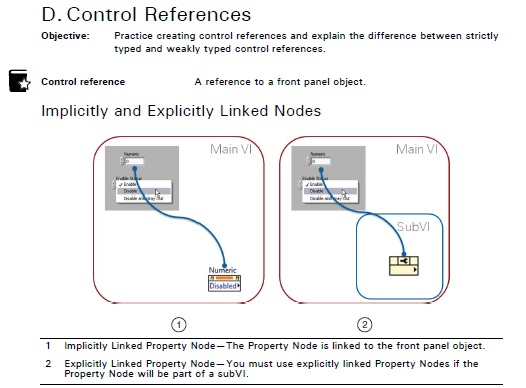 D. Control References
Objective: Practice creating control references and explain the difference between strictly
typed and weakly typed control references.
Control reference A reference to a front panel object.
Implicitly and Explicitly Linked Nodes
Main VI
Numeric
0
Enable Status
✓ Enable
Disable
Disable and Gray Out
Numeric
Disabled
1
Main VI
Numeric
0
Enable Status
✓ Enable
Disable
Disable and Gray Out
SubVI
2
1 Implicitly Linked Property Node—The Property Node is linked to the front panel object.
2 Explicitly Linked Property Node—You must use explicitly linked Property Nodes if the
Property Node will be part of a subVI.